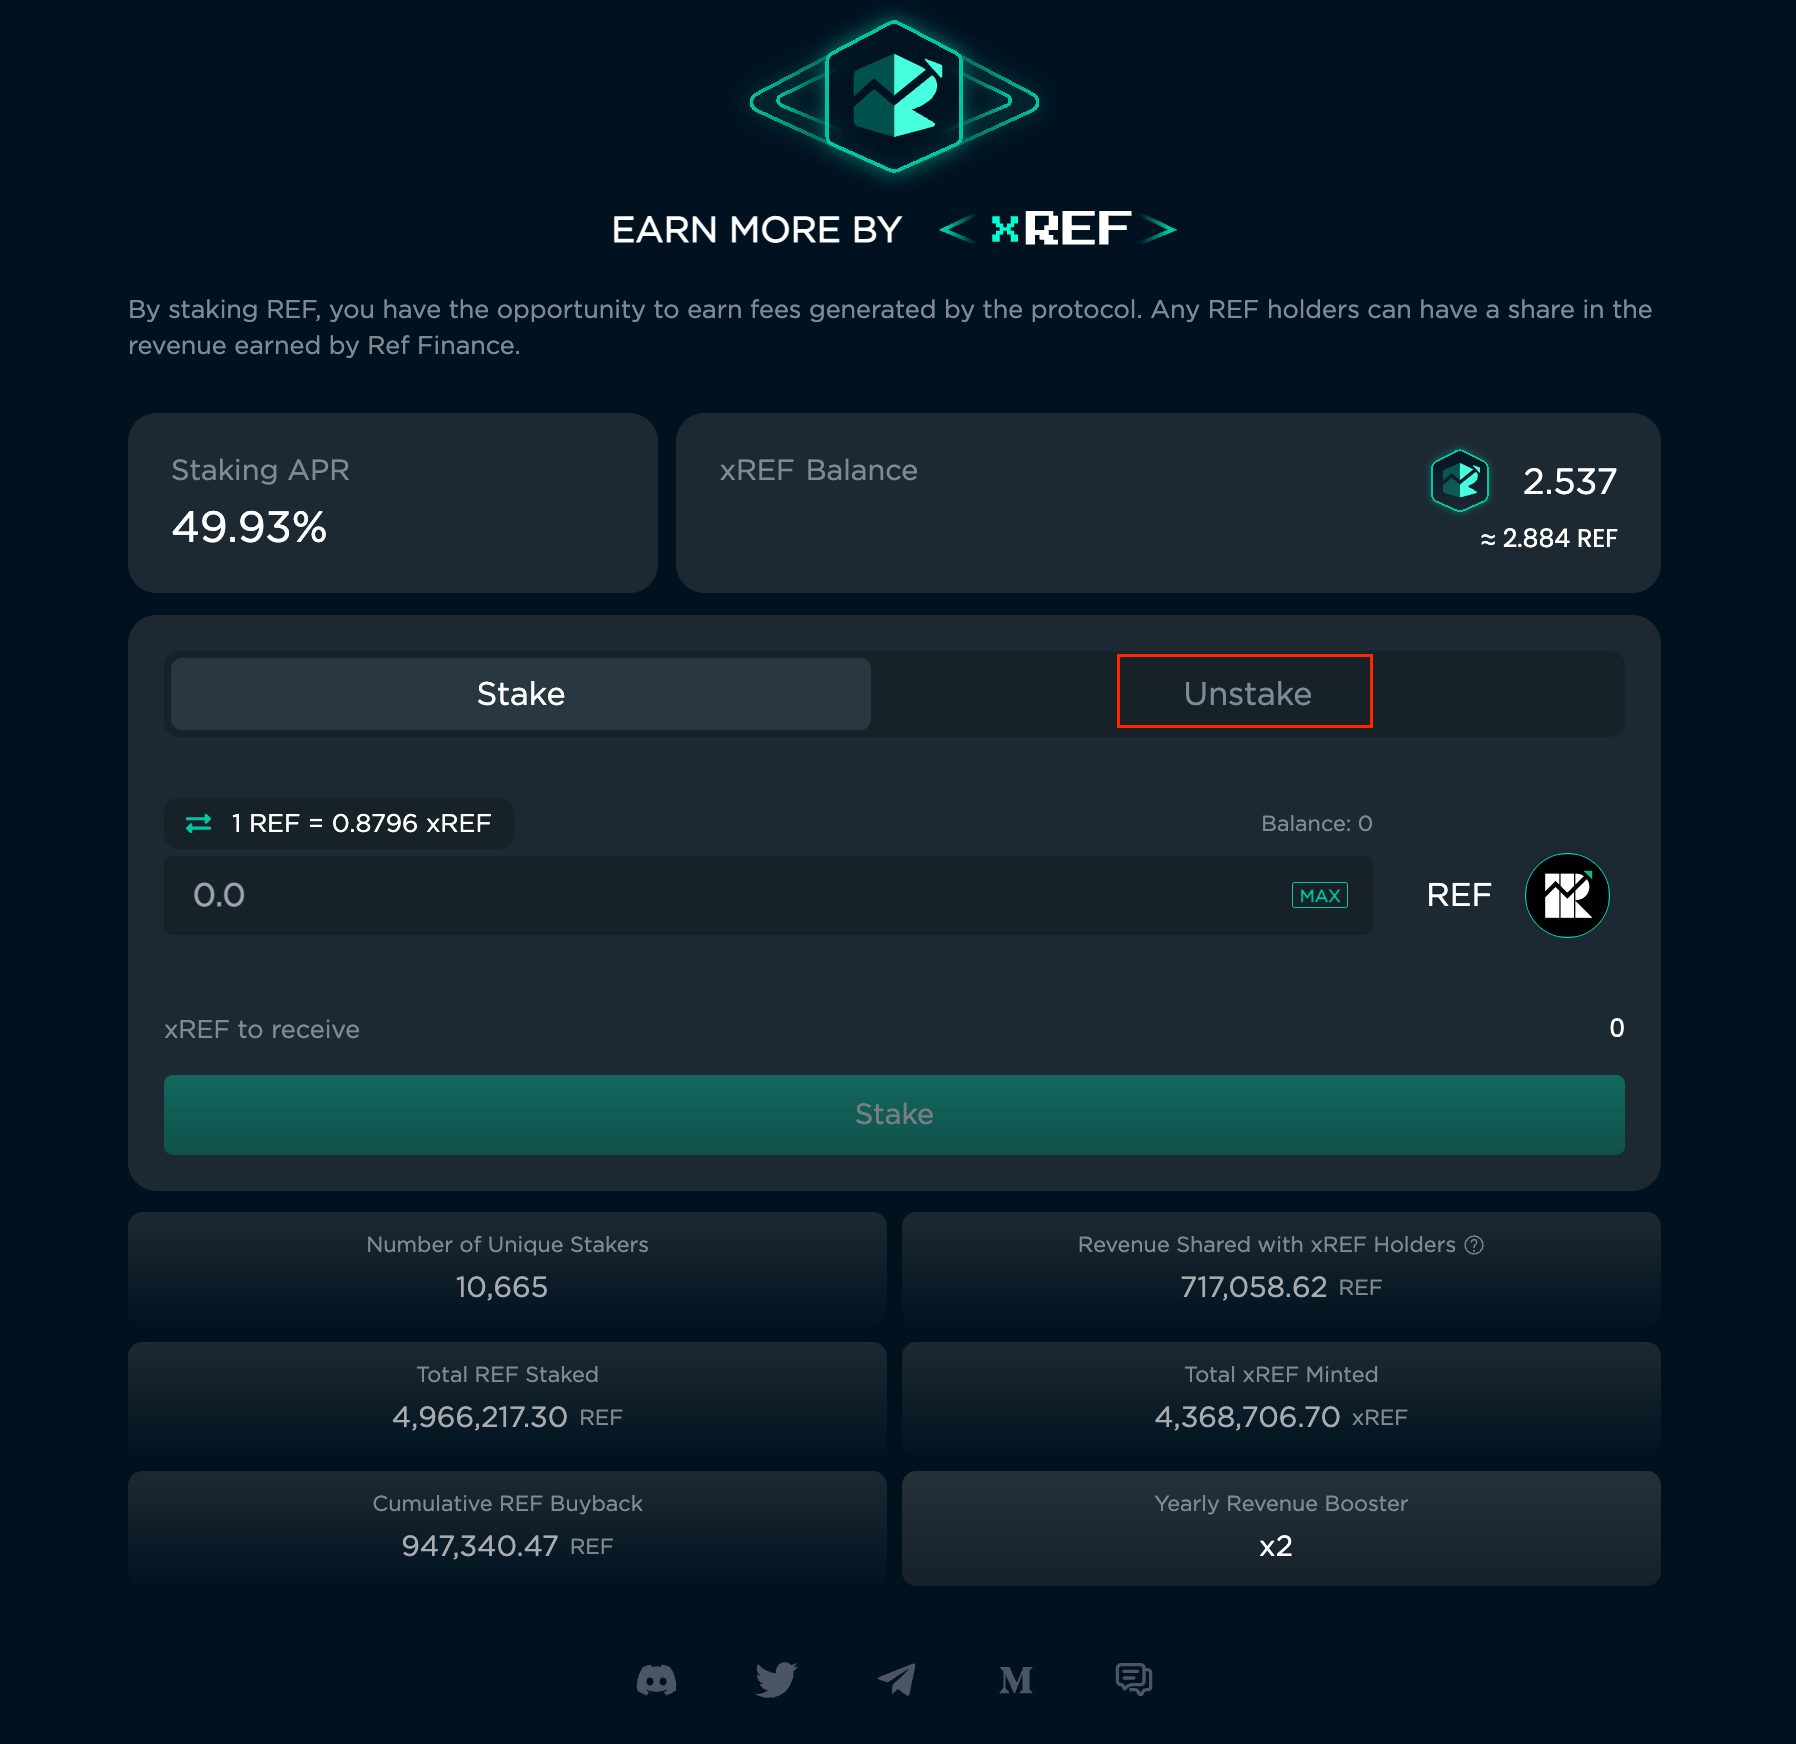 EARN MORE BY < xREF >
By staking REF, you have the opportunity to earn fees generated by the protocol. Any REF holders can have a share in the
revenue earned by Ref Finance.
Staking APR
49.93%
xREF Balance
2.537
≈ 2.884 REF
Stake
Unstake
1 REF = 0.8796 xREF
Balance: 0
0.0
MAX
REF
xREF to receive
0
Stake
Number of Unique Stakers
10,665
Revenue Shared with xREF Holders
717,058.62 REF
Total REF Staked
4,966,217.30 REF
Total xREF Minted
4,368,706.70 xREF
Cumulative REF Buyback
947,340.47 REF
Yearly Revenue Booster
x2